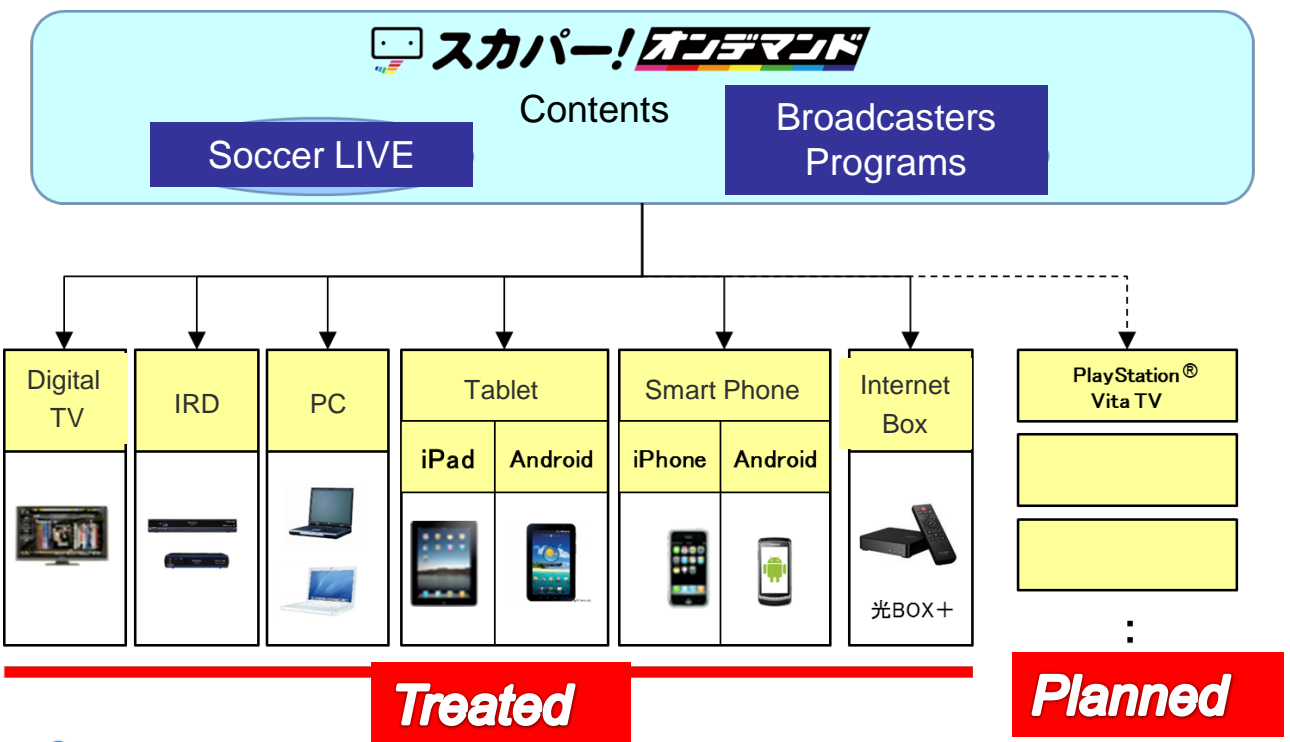 スカパー!オンデマンド
Contents
Soccer LIVE
Broadcasters
Programs
Digital
TV
IRD
PC
Tablet
iPad
Android
Smart Phone
iPhone
Android
Internet
Box
光BOX+
PlayStation®
Vita TV
:
Treated
Planned